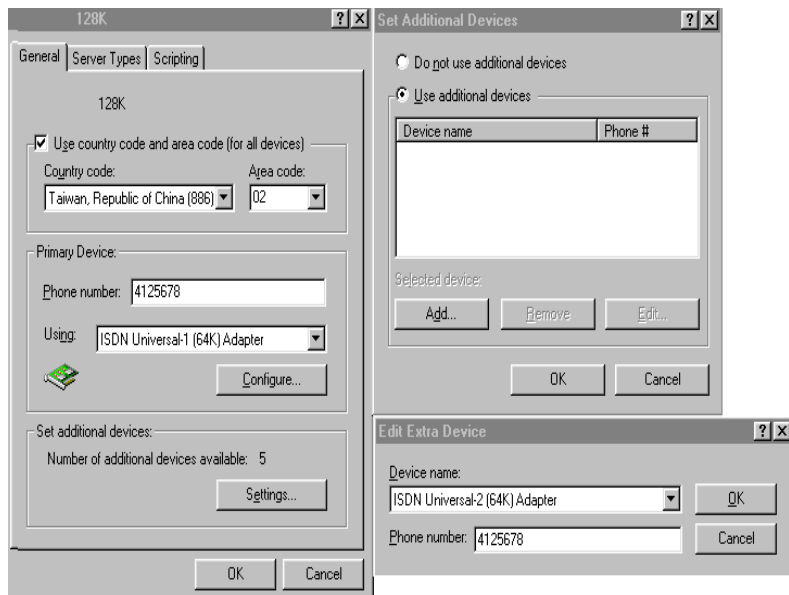 128K
General
Server Types
Scripting
128K
Use country code and area code (for all devices)
Country code:
Area code:
Taiwan, Republic of China (886)
02
Primary Device:
Phone number:
4125678
Using:
ISDN Universal-1 (64K) Adapter
Configure...
Set additional devices:
Number of additional devices available: 5
Settings...
OK
Cancel
Set Additional Devices
Do not use additional devices
Use additional devices
Device name
Phone #
Selected device:
Add...
Remove
Edit...
OK
Cancel
Edit Extra Device
Device name:
ISDN Universal-2 (64K) Adapter
OK
Phone number:
4125678
Cancel